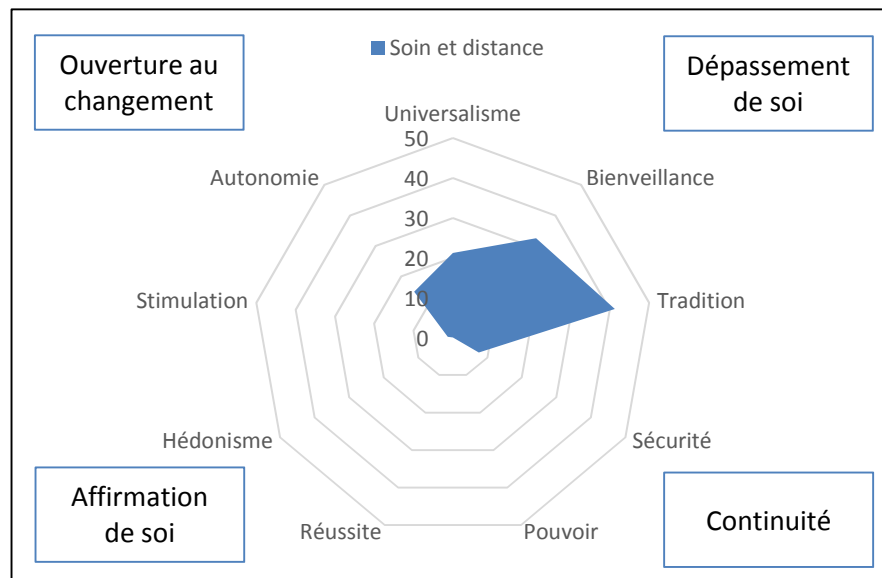 Ouverture au
changement
Soin et distance
Dépassement
de soi
Universalisme
50
Autonomie
40
Bienveillance
30
20
Stimulation
10
Tradition
0
Hédonisme
Sécurité
Affirmation
de soi
Réussite
Pouvoir
Continuité